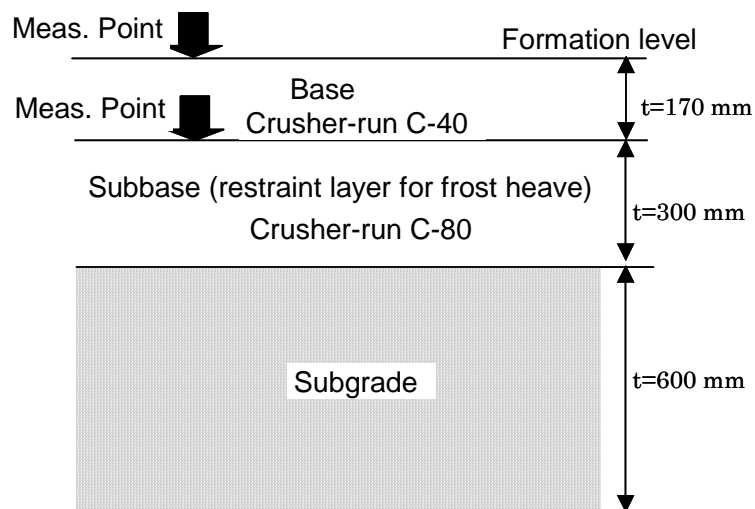 Meas. Point
Formation level
Base
Crusher-run C-40
t=170 mm
Meas. Point
Subbase (restraint layer for frost heave)
Crusher-run C-80
t=300 mm
Subgrade
t=600 mm